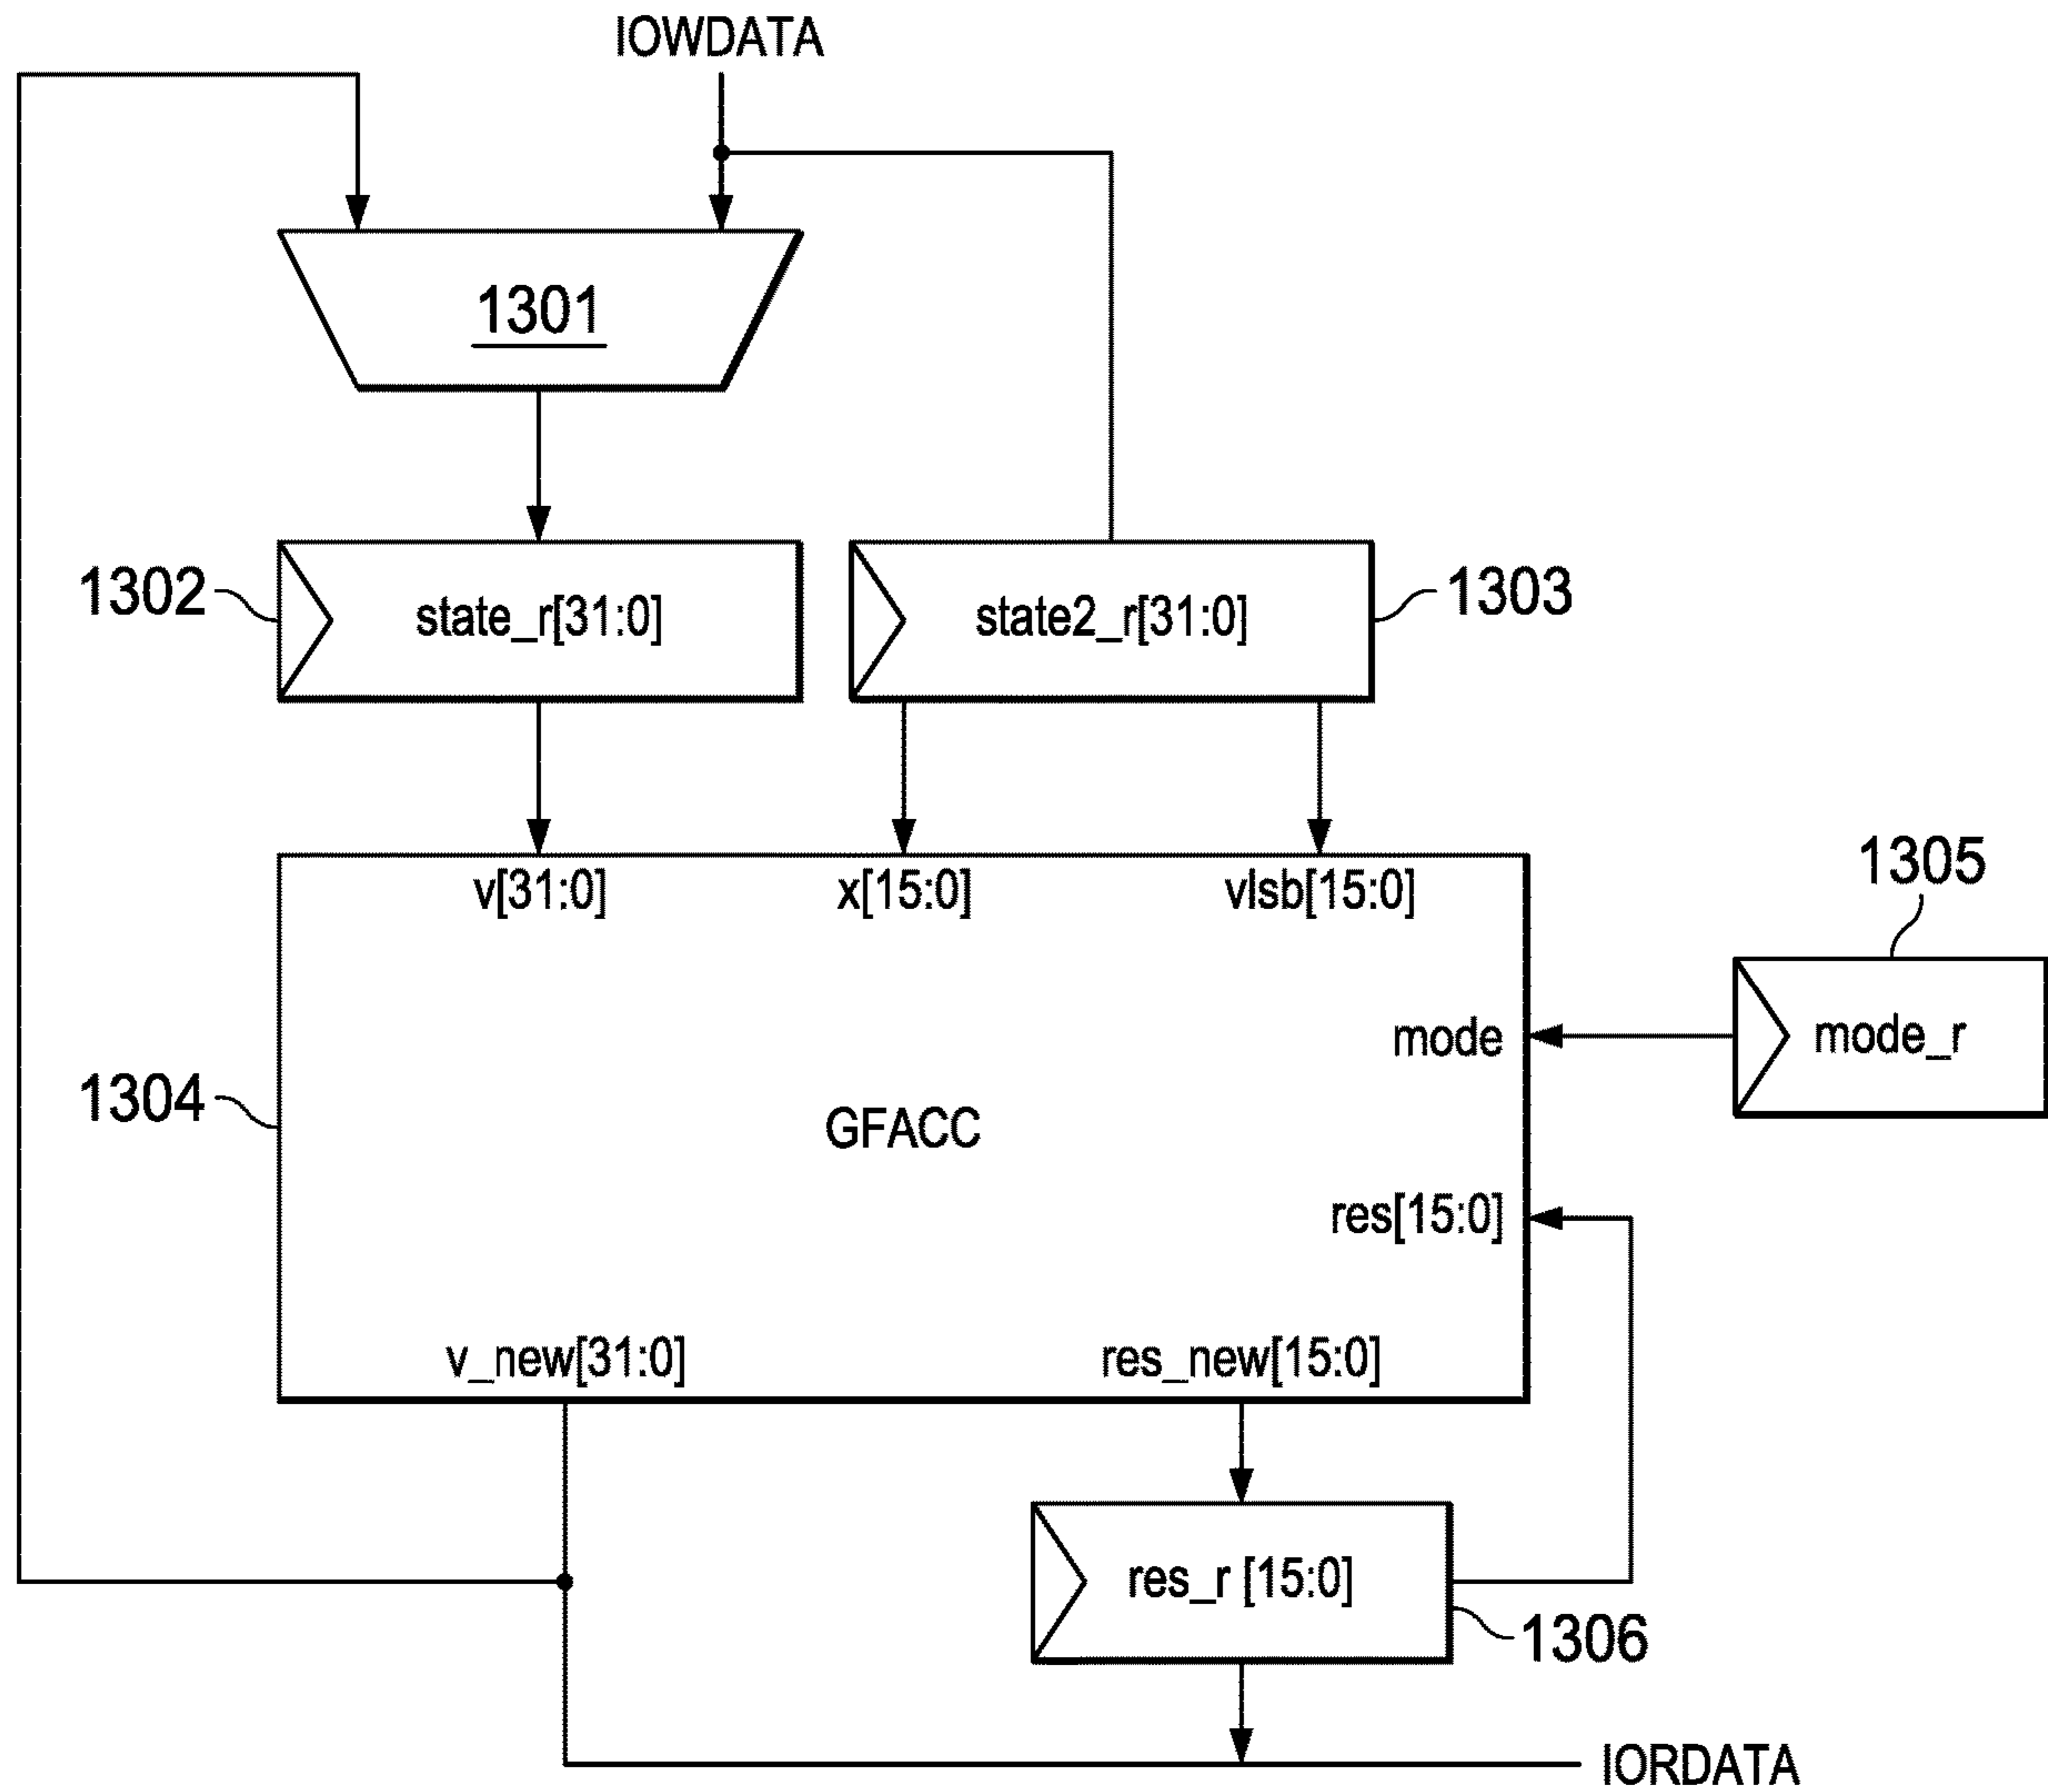 IOWDATA
1301
1302
state_r[31:0]
state2_r[31:0]
1303
v[31:0]
x[15:0]
vlsb[15:0]
1305
mode
mode_r
1304
GFACC
res[15:0]
v_new[31:0]
res_new[15:0]
res_r [15:0]
1306
IORDATA